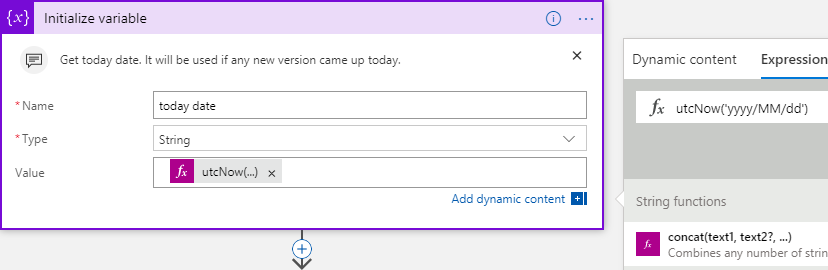 {x} Initialize variable
Get today date. It will be used if any new version came up today.
* Name today date
* Type String
Value fx utcNow(...) ×
Add dynamic content
Dynamic content Expression
fx utcNow('yyyy/MM/dd')
String functions
fx concat(text1, text2?, ...)
Combines any number of strin